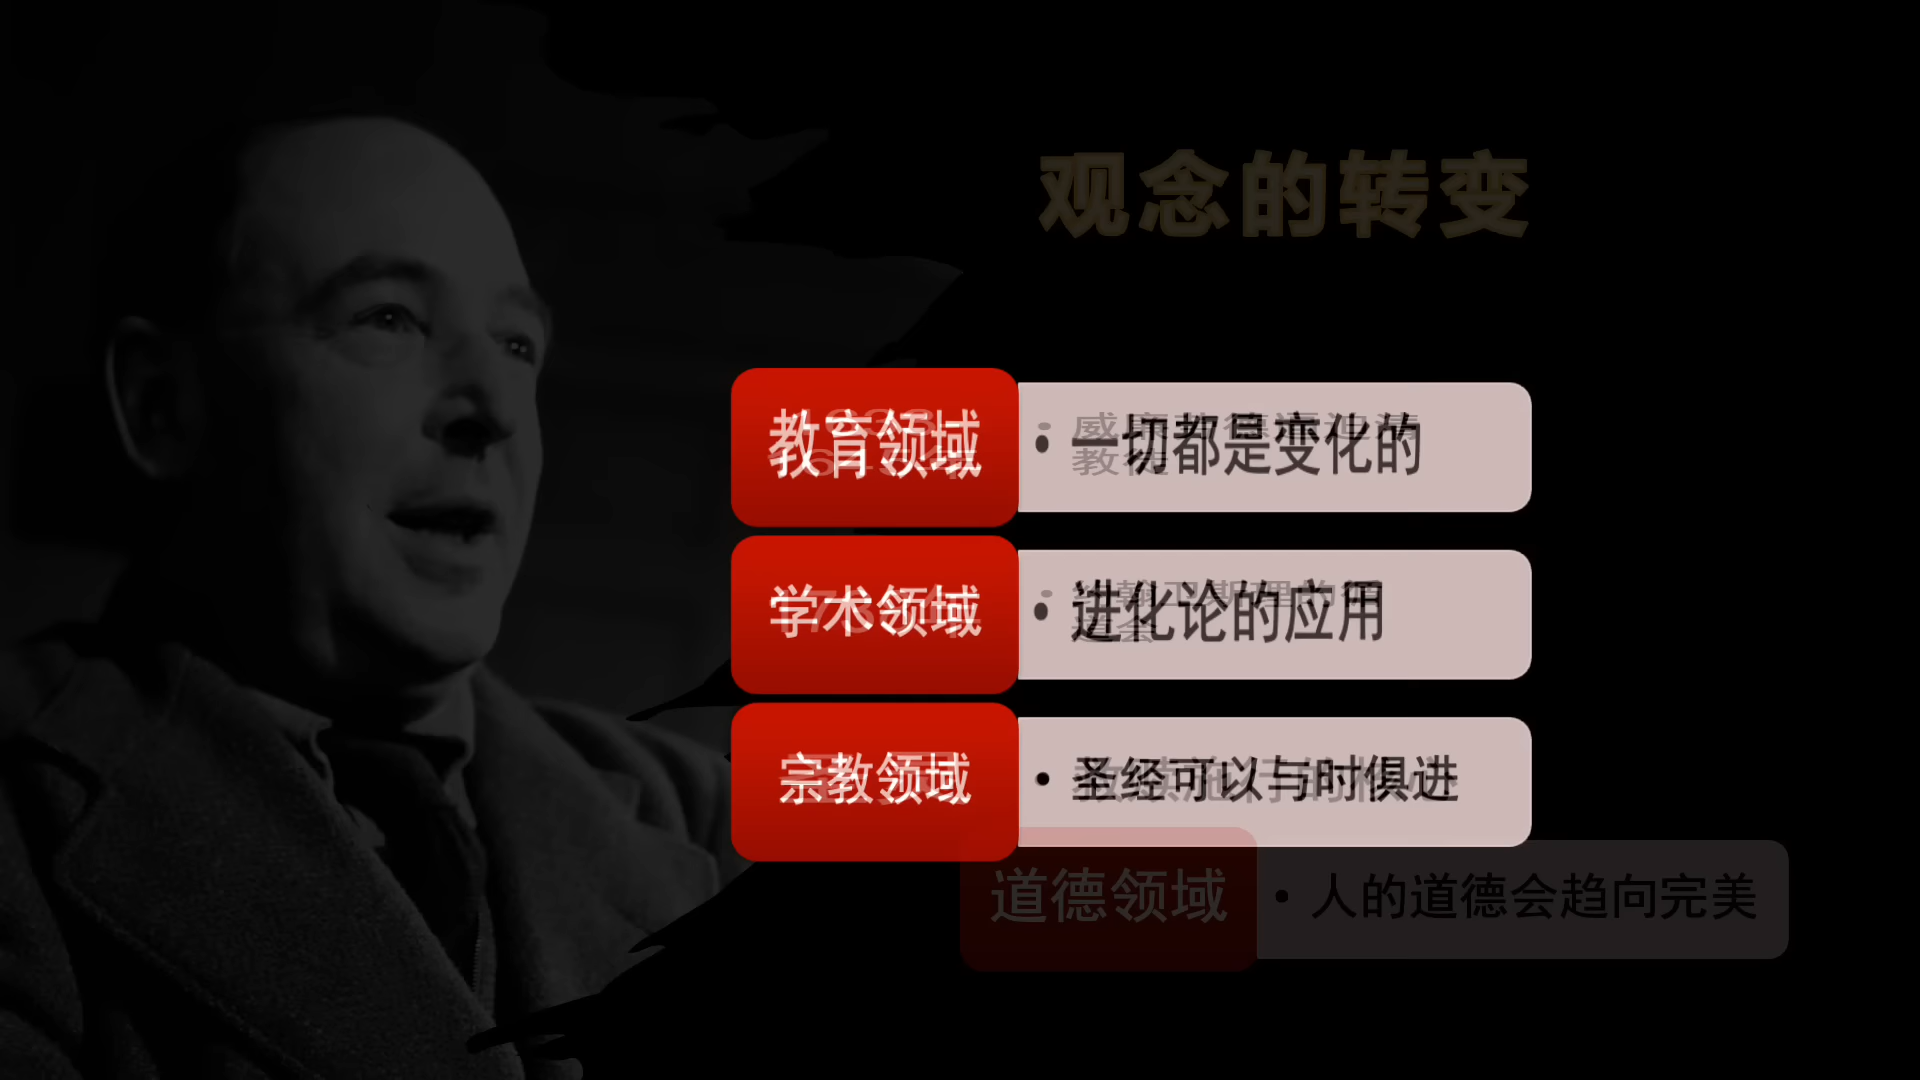 观念的转变
教育领域
• 一切都是变化的
学术领域
• 进化论的应用
宗教领域
• 圣经可以与时俱进
道德领域
• 人的道德会趋向完美